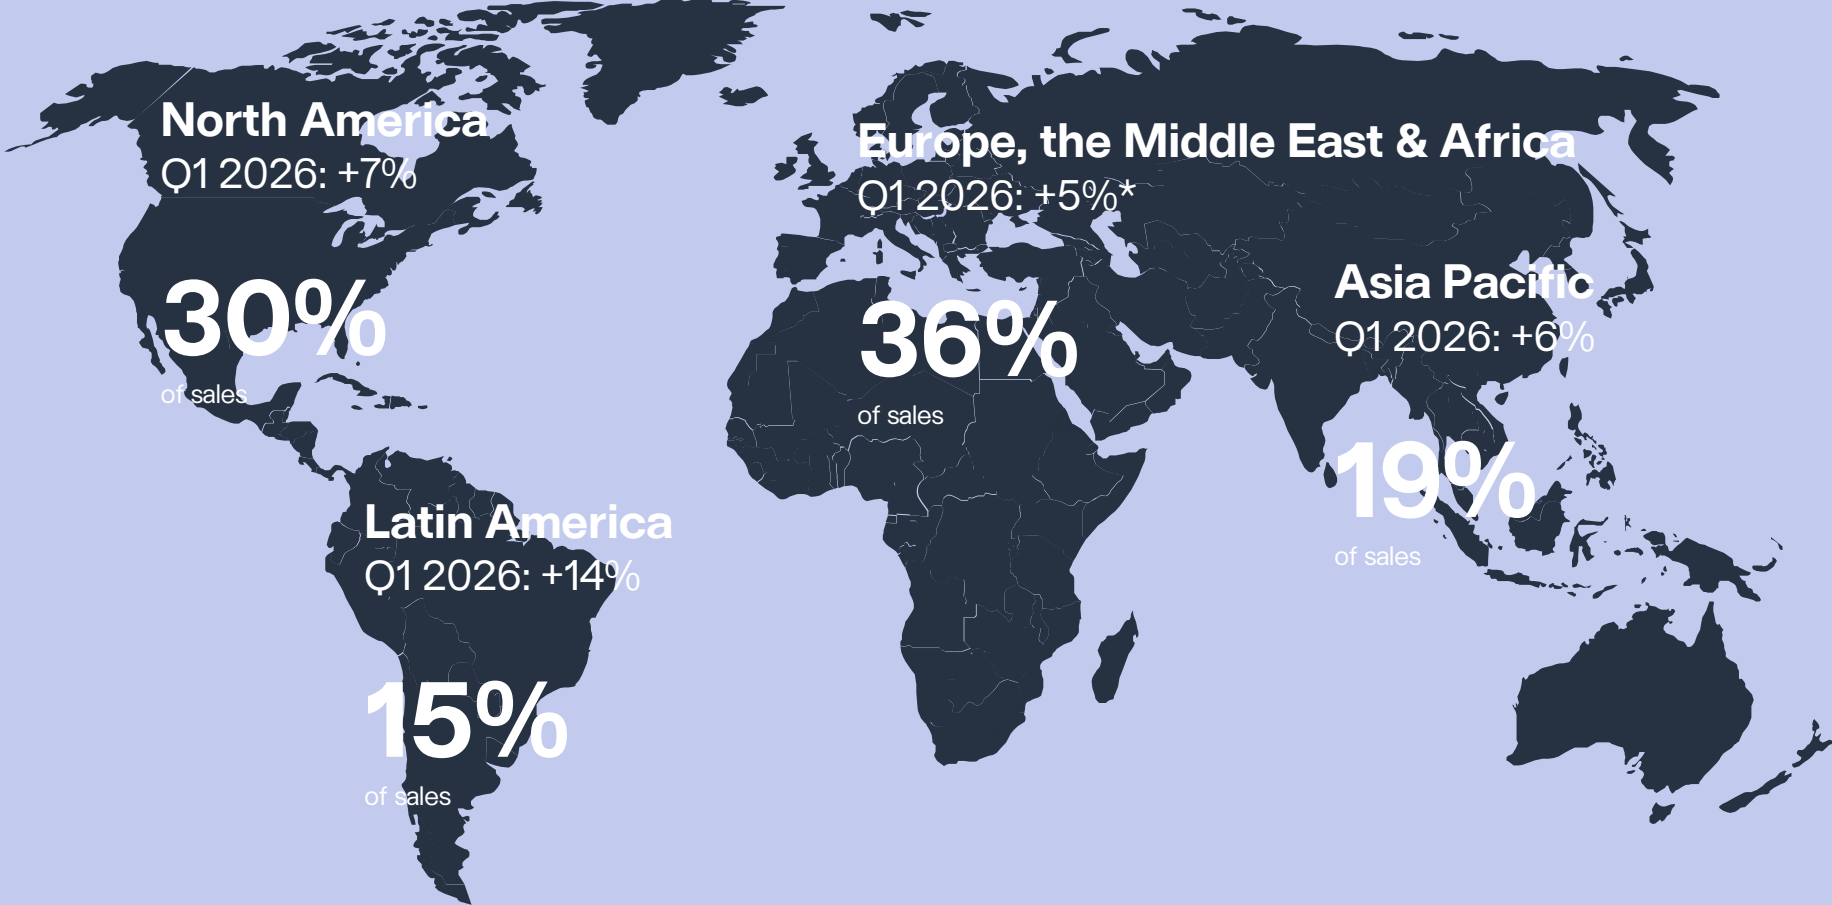 North America
Q1 2026: +7%
30%
of sales
Europe, the Middle East & Africa
Q1 2026: +5%*
36%
of sales
Asia Pacific
Q1 2026: +6%
19%
of sales
Latin America
Q1 2026: +14%
15%
of sales